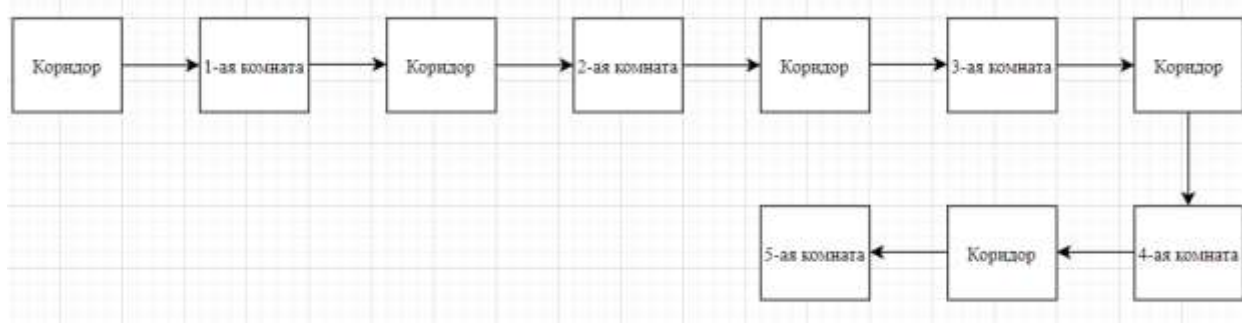 Коридор
1-ая комната
Коридор
2-ая комната
Коридор
3-ая комната
Коридор
4-ая комната
Коридор
5-ая комната